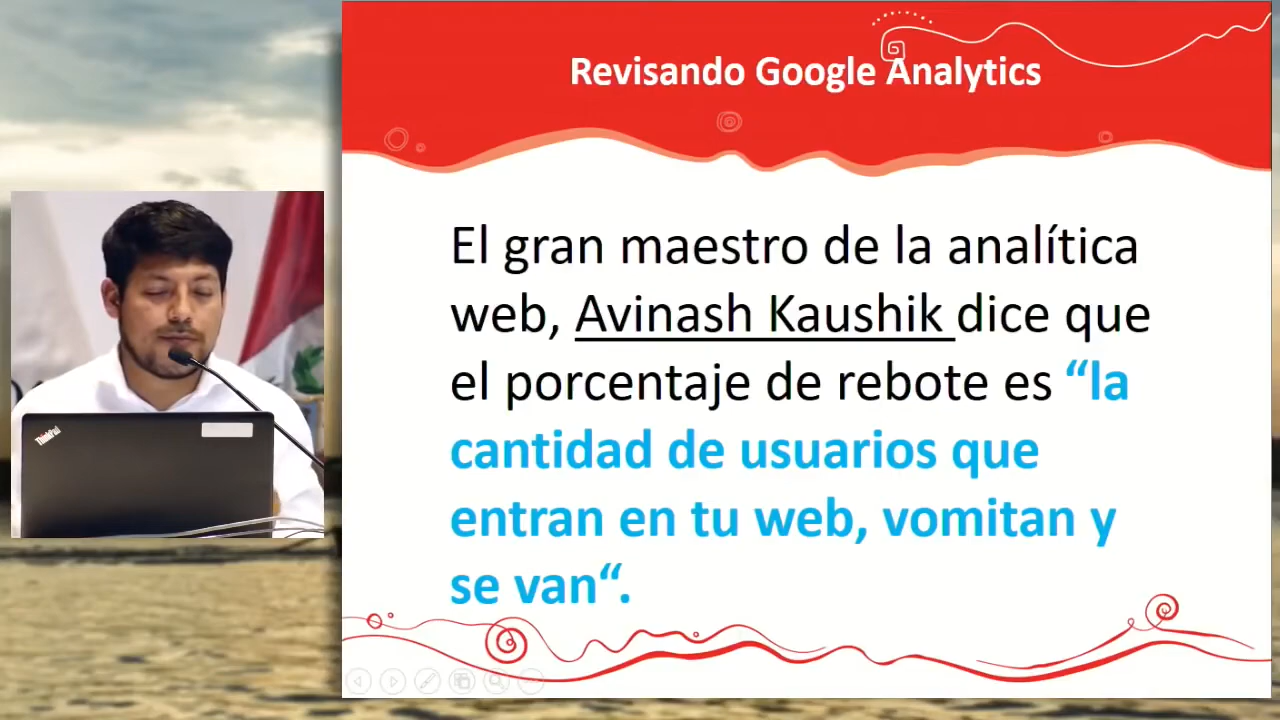 Revisando Google Analytics
El gran maestro de la analítica
web, Avinash Kaushik dice que
el porcentaje de rebote es “la
cantidad de usuarios que
entran en tu web, vomitan y
se van“.
ThinkPad